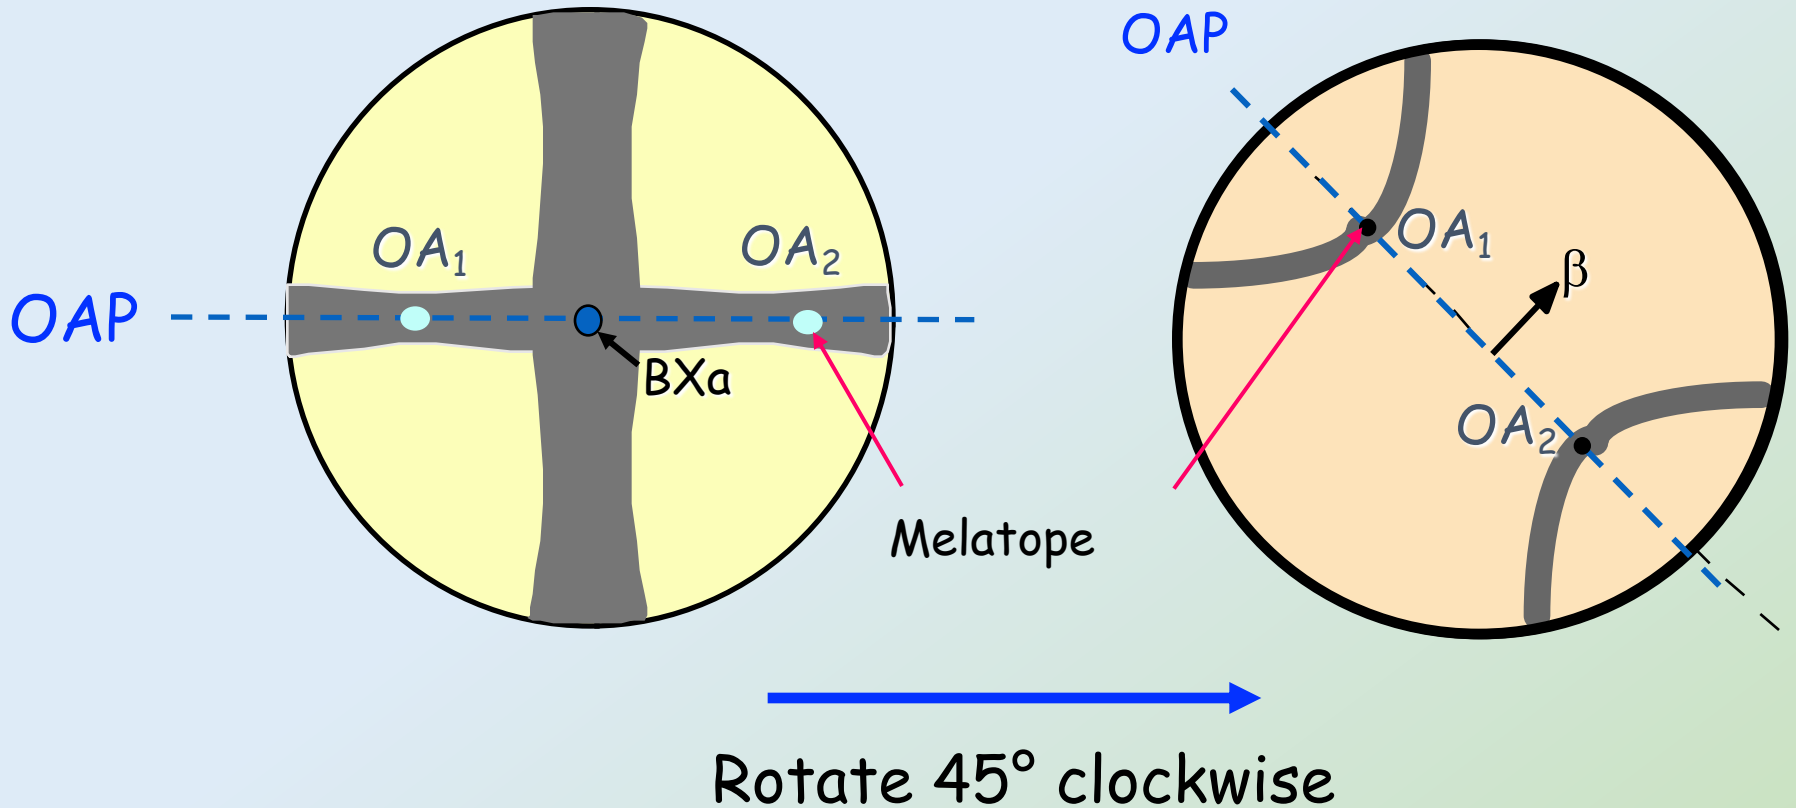 OAP
OA₁
OA₂
OAP
BXa
OA₁
β
OA₂
Melatope
Rotate 45° clockwise